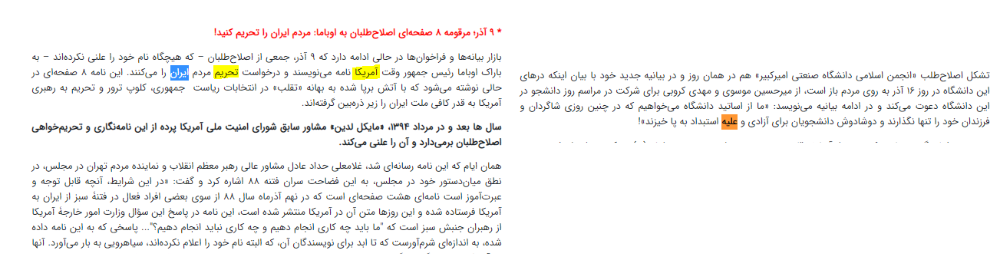 * ۹ آذر؛ مرقومه ۸ صفحه‌ای اصلاح‌طلبان به اوباما: مردم ایران را تحریم کنید!
بازار بیانه‌ها و فراخوان‌ها در حالی ادامه دارد که ۹ آذر، جمعی از اصلاح‌طلبان – که هیچگاه نام خود را علنی نکرده‌اند – به
باراک اوباما رئیس جمهور وقت آمریکا نامه می‌نویسند و درخواست تحریم مردم ایران را می‌کنند. این نامه ۸ صفحه‌ای در
حالی نوشته می‌شود که با آتش برپا شده به بهانه «تقلب» در انتخابات ریاست جمهوری، کلوپ ترور و تحریم به رهبری
آمریکا به قدر کافی ملت ایران را زیر ذره‌بین گرفته‌اند.
سال ها بعد و در مرداد ۱۳۹۴، «مایکل لدین» مشاور سابق شورای امنیت ملی آمریکا پرده از این نامه‌نگاری و تحریم‌خواهی
اصلاح‌طلبان برمی‌دارد و آن را علنی می‌کند.
همان ایام که این نامه رسانه‌ای شد، غلامعلی حداد عادل مشاور عالی رهبر معظم انقلاب و نماینده مردم تهران در مجلس، در
نطق میان‌دستور خود در مجلس، به این فضاحت سران فتنه ۸۸ اشاره کرد و گفت: «در این شرایط، آنچه قابل توجه و
عبرت‌آموز است نامه‌ای هشت صفحه‌ای است که در نهم آذرماه سال ۸۸ از سوی بعضی افراد فعال در فتنهٔ سبز از ایران به
آمریکا فرستاده شده و این روزها متن آن در آمریکا منتشر شده است، این نامه در پاسخ این سؤال وزارت امور خارجهٔ آمریکا
از رهبران جنبش سبز است که "ما باید چه کاری انجام دهیم و چه کاری نباید انجام دهیم؟"... پاسخی که به این نامه داده
شده، به اندازه‌ای شرم‌آورست که تا ابد برای نویسندگان آن، که البته نام خود را اعلام نکرده‌اند، سیاهرویی به بار می‌آورد. آنها
تشکل اصلاح‌طلب «انجمن اسلامی دانشگاه صنعتی امیرکبیر» هم در همان روز و در بیانیه جدید خود با بیان اینکه درهای
این دانشگاه در روز ۱۶ آذر به روی مردم باز است، از میرحسین موسوی و مهدی کروبی برای شرکت در مراسم روز دانشجو در
این دانشگاه دعوت می‌کند و در ادامه بیانیه می‌نویسد: «ما از اساتید دانشگاه می‌خواهیم که در چنین روزی شاگردان و
فرزندان خود را تنها نگذارند و دوشادوش دانشجویان برای آزادی و علیه استبداد به پا خیزند»!